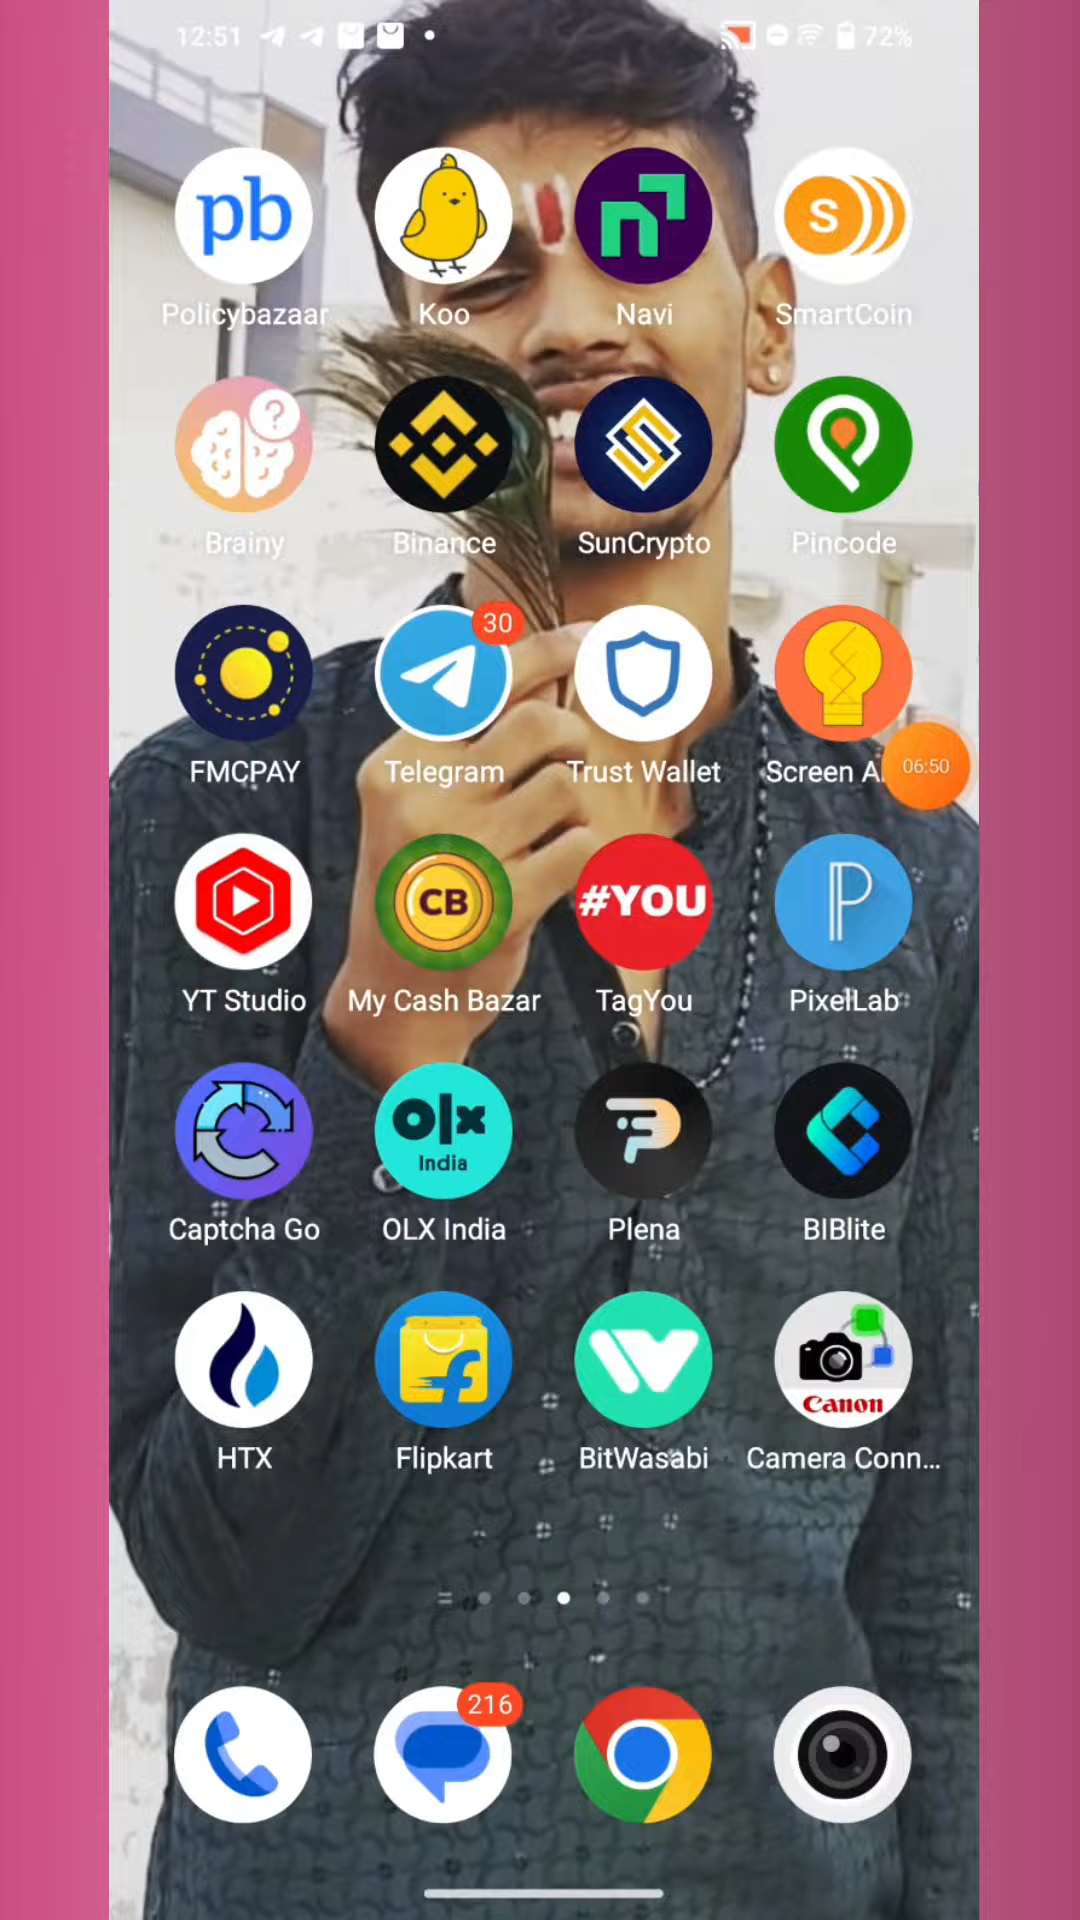 12:51 72%
pb S
Policybazaar Koo Navi SmartCoin
?
Brainy Binance SunCrypto Pincode
30
FMCPAY Telegram Trust Wallet Screen A
06:50
CB #YOU P
YT Studio My Cash Bazar TagYou PixelLab
olx
India
Captcha Go OLX India Plena BIBlite
Canon
HTX Flipkart BitWasabi Camera Conn...
216